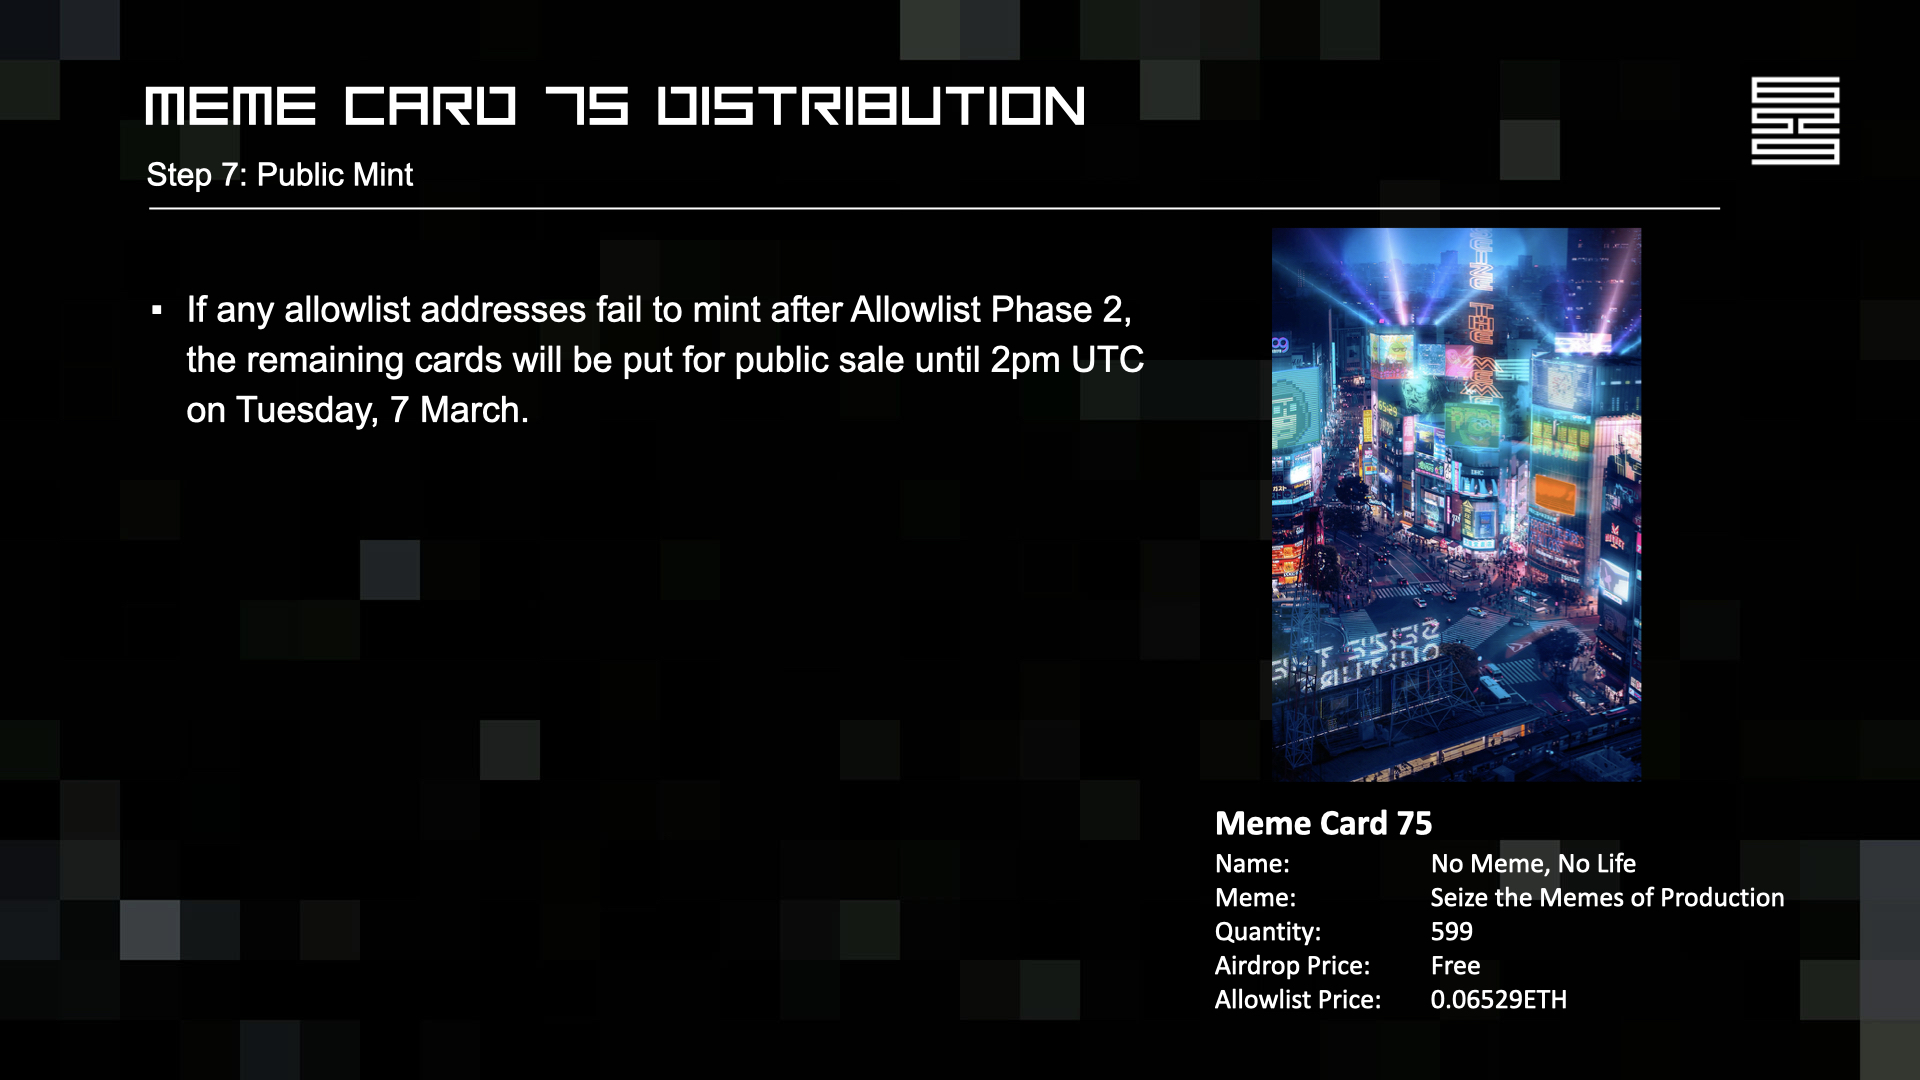 MEME CARD 75 DISTRIBUTION
Step 7: Public Mint
▪ If any allowlist addresses fail to mint after Allowlist Phase 2,
the remaining cards will be put for public sale until 2pm UTC
on Tuesday, 7 March.
Meme Card 75
Name: No Meme, No Life
Meme: Seize the Memes of Production
Quantity: 599
Airdrop Price: Free
Allowlist Price: 0.06529ETH